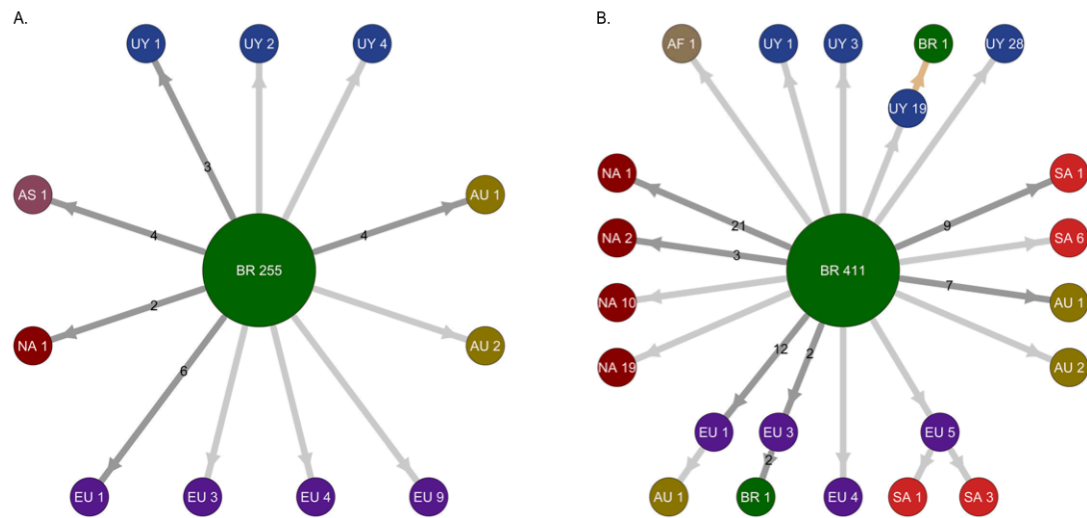 A.
UY 1
UY 2
UY 4
3
AS 1
4
4
AU 1
BR 255
NA 1
2
AU 2
6
EU 1
EU 3
EU 4
EU 9
B.
AF 1
UY 1
UY 3
BR 1
UY 28
UY 19
NA 1
21
9
SA 1
NA 2
3
SA 6
BR 411
NA 10
7
AU 1
NA 19
12
2
AU 2
EU 1
EU 3
EU 5
2
AU 1
BR 1
EU 4
SA 1
SA 3